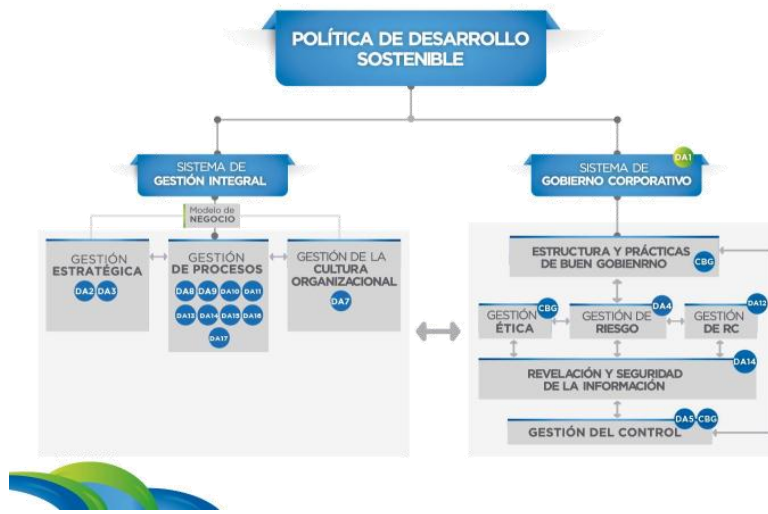 POLÍTICA DE DESARROLLO
SOSTENIBLE
SISTEMA DE
GESTIÓN INTEGRAL
DA1
SISTEMA DE
GOBIERNO CORPORATIVO
Modelo de
NEGOCIO
GESTIÓN
ESTRATÉGICA
DA2 DA3
GESTIÓN
DE PROCESOS
DA8 DA9 DA10 DA11
DA13 DA14 DA15 DA16
DA17
GESTIÓN DE LA
CULTURA
ORGANIZACIONAL
DA7
ESTRUCTURA Y PRÁCTICAS
DE BUEN GOBIENRNO
CBG
GESTIÓN
ÉTICA
CBG
GESTIÓN DE
RIESGO
DA4
GESTIÓN
DE RC
DA12
REVELACIÓN Y SEGURIDAD
DE LA INFORMACIÓN
DA14
GESTIÓN DEL CONTROL
DA5 CBG